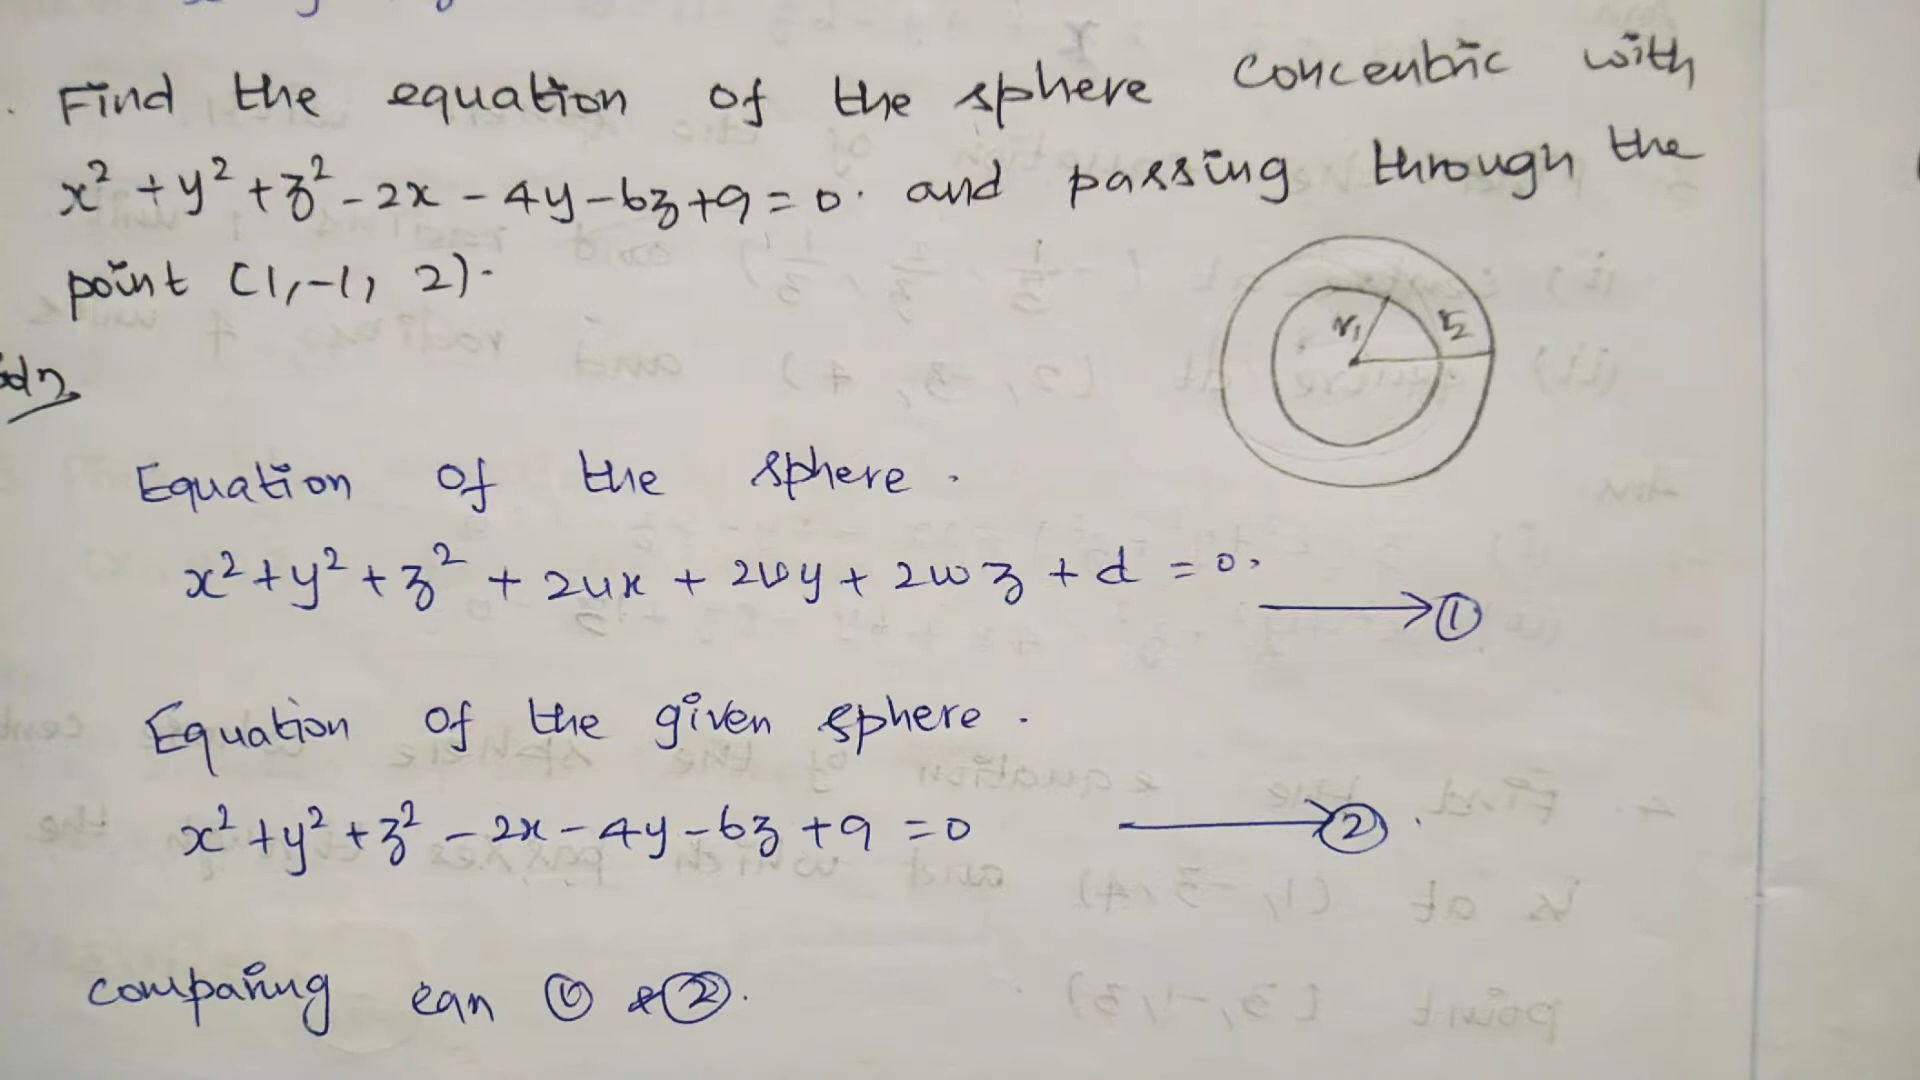 Find the equation of the sphere concentric with
x² + y² + z² - 2x - 4y - 6z + 9 = 0. and passing through the
point (1, -1, 2).
r₁ r₂
Equation of the sphere.
x² + y² + z² + 2ux + 2vy + 2wz + d = 0. → ①
Equation of the given sphere.
x² + y² + z² - 2x - 4y - 6z + 9 = 0 → ②.
comparing eqn ① & ②.